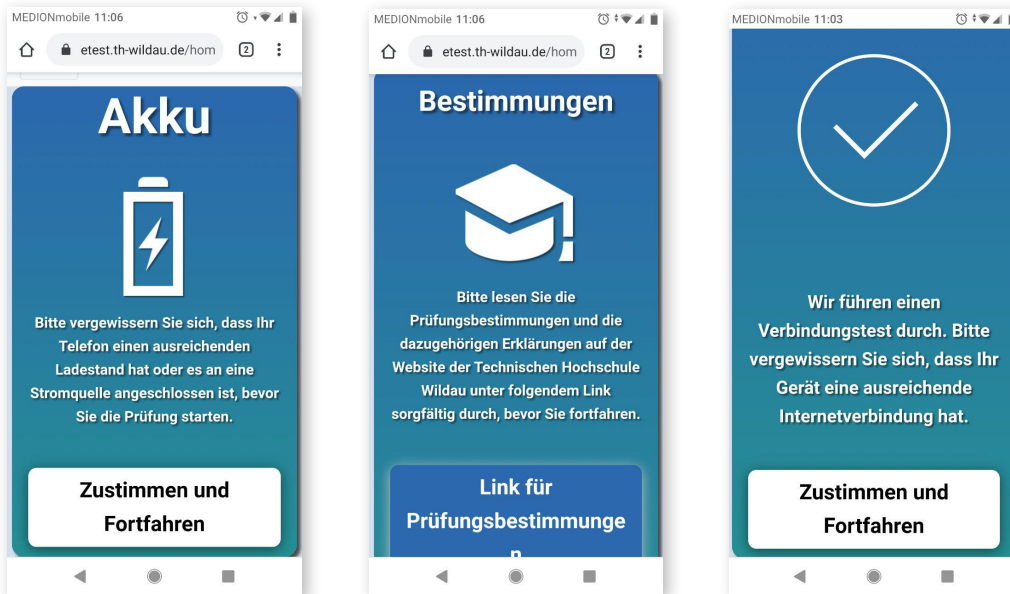 MEDIONmobile 11:06
etest.th-wildau.de/hom
2
Akku
Bitte vergewissern Sie sich, dass Ihr
Telefon einen ausreichenden
Ladestand hat oder es an eine
Stromquelle angeschlossen ist, bevor
Sie die Prüfung starten.
Zustimmen und
Fortfahren
MEDIONmobile 11:06
etest.th-wildau.de/hom
2
Bestimmungen
Bitte lesen Sie die
Prüfungsbestimmungen und die
dazugehörigen Erklärungen auf der
Website der Technischen Hochschule
Wildau unter folgendem Link
sorgfältig durch, bevor Sie fortfahren.
Link für
Prüfungsbestimmunge
n
MEDIONmobile 11:03
Wir führen einen
Verbindungstest durch. Bitte
vergewissern Sie sich, dass Ihr
Gerät eine ausreichende
Internetverbindung hat.
Zustimmen und
Fortfahren